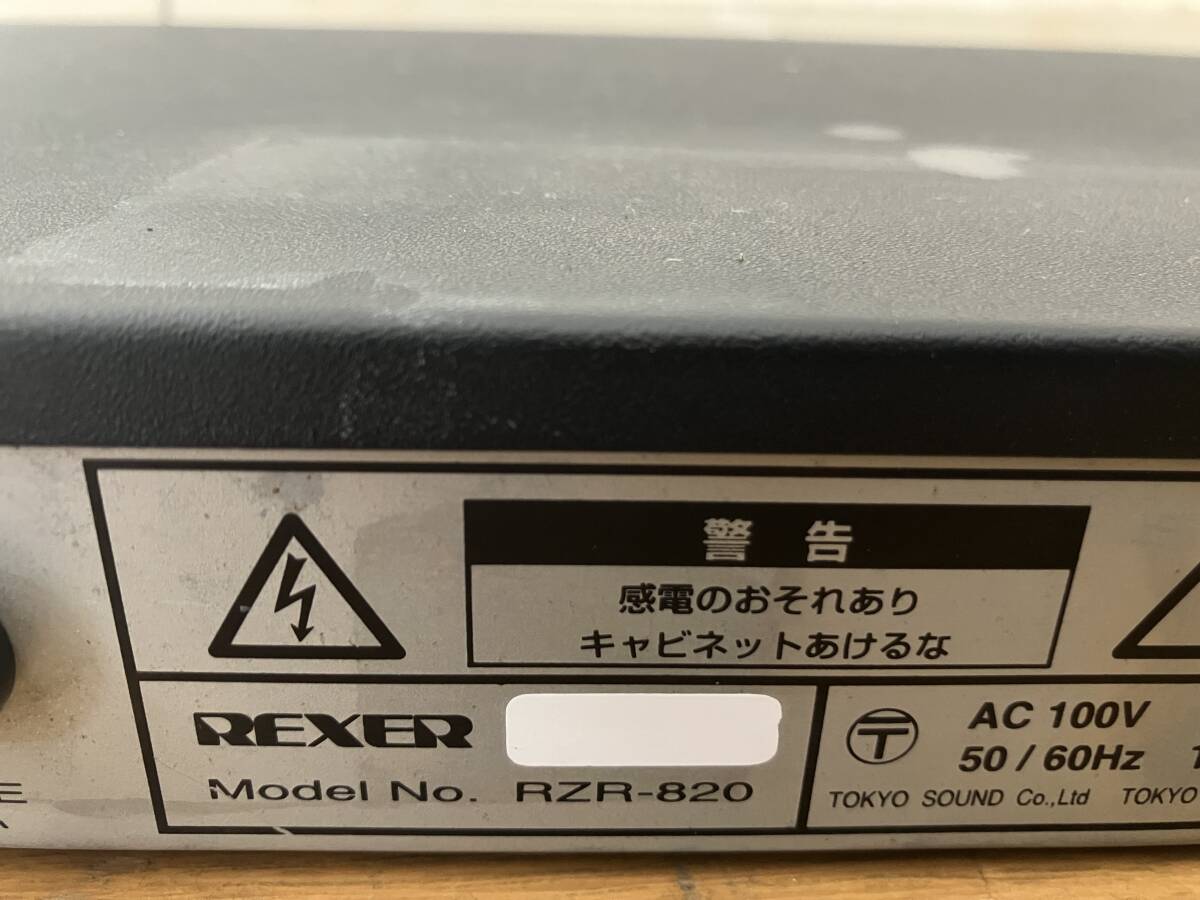 警告
感電のおそれあり
キャビネットあけるな
REXER
Model No. RZR-820
〒
AC 100V
50 / 60Hz 1
TOKYO SOUND Co.,Ltd TOKYO
E
A